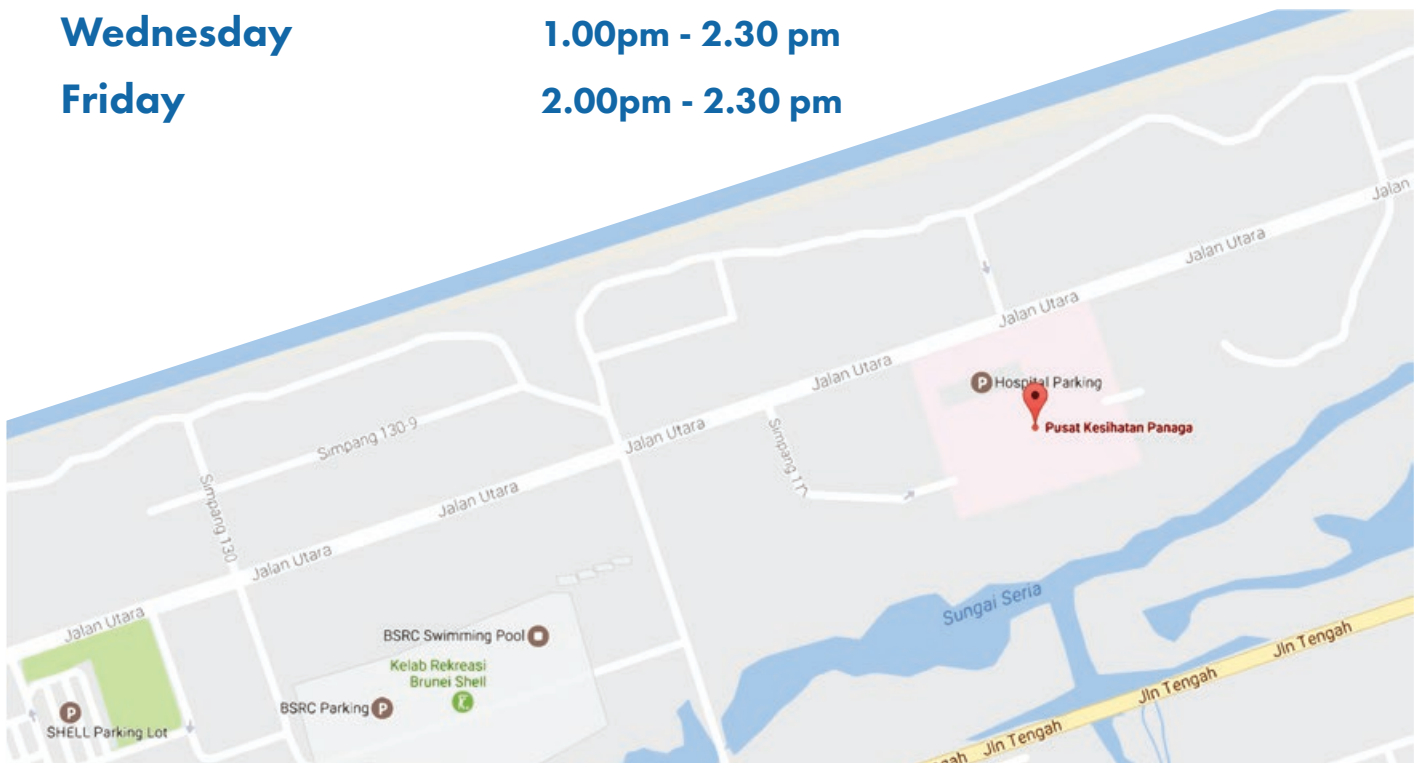 Wednesday 1.00pm - 2.30 pm
Friday 2.00pm - 2.30 pm
Jalan
Jalan Utara
Jalan Utara
Hospital Parking
Jalan Utara
Pusat Kesihatan Panaga
Simpang 130-9
Jalan Utara
Simpang
Simpang 130
Jalan Utara
Jalan Utara
Sungai Seria
Jalan Utara
BSRC Swimming Pool
Jln Tengah
Kelab Rekreasi
Brunei Shell
Jln Tengah
BSRC Parking
SHELL Parking Lot
Jln Tengah